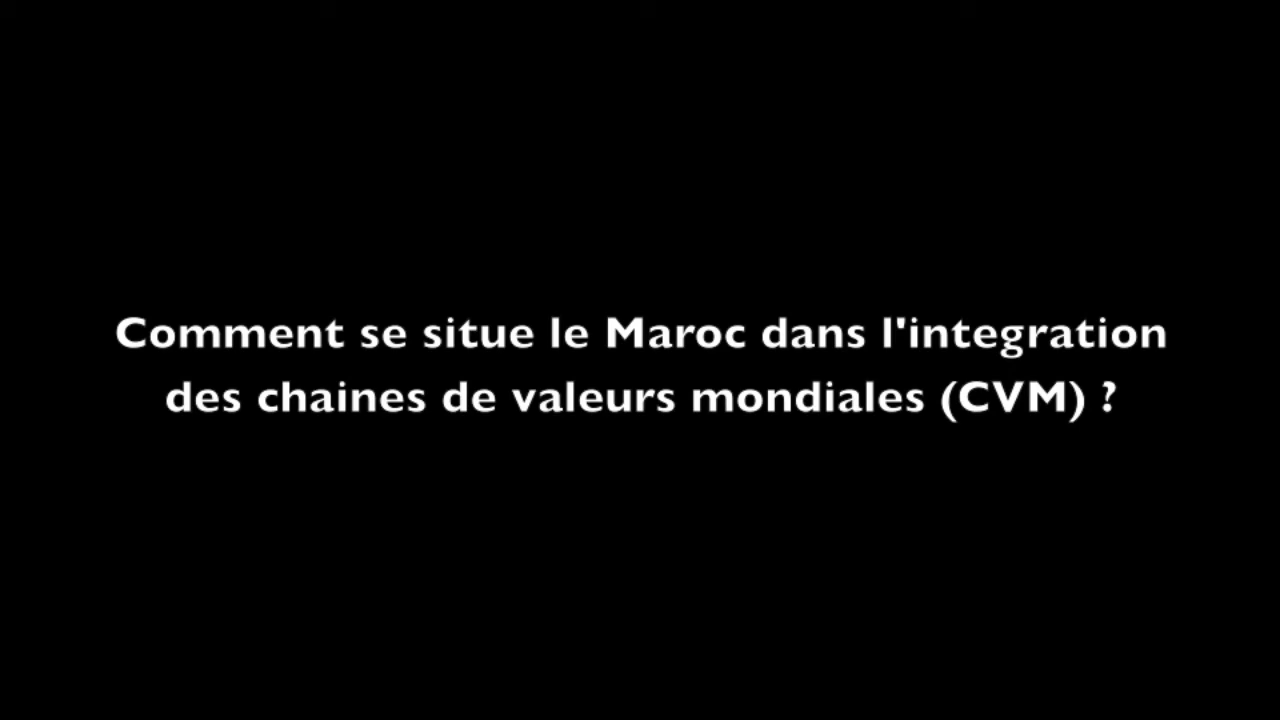 Comment se situe le Maroc dans l'integration
des chaines de valeurs mondiales (CVM) ?